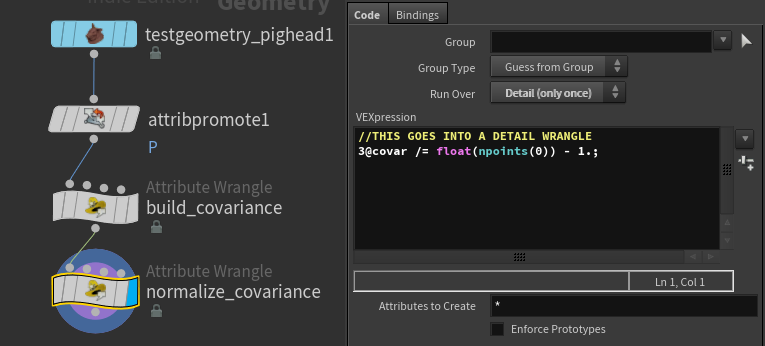 Indie Edition
Geometry
testgeometry_pighead1
attribpromote1
P
Attribute Wrangle
build_covariance
Attribute Wrangle
normalize_covariance
Code
Bindings
Group
Group Type
Guess from Group
Run Over
Detail (only once)
VEXpression
//THIS GOES INTO A DETAIL WRANGLE
3@covar /= float(npoints(0)) - 1.;
Ln 1, Col 1
Attributes to Create
*
Enforce Prototypes